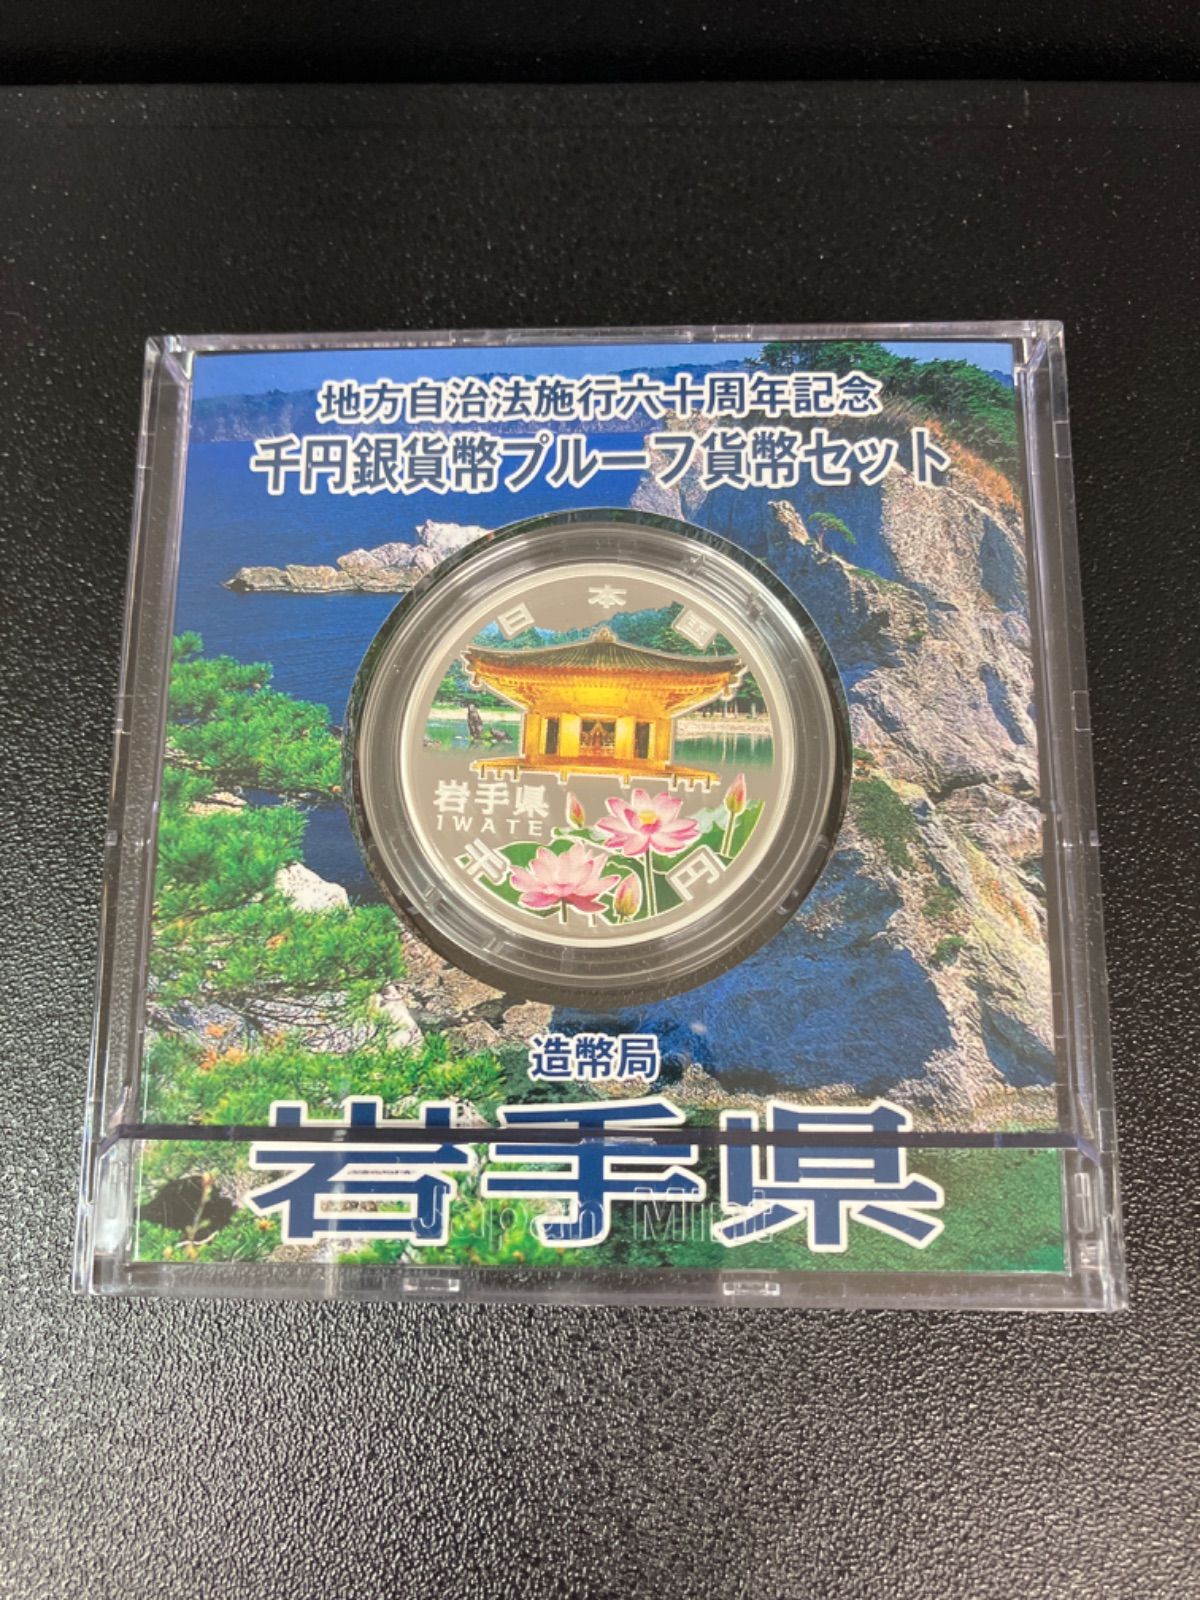 地方自治法施行六十周年記念
千円銀貨幣プルーフ貨幣セット
日本国
岩手県
IWATE
千円
造幣局
岩手県
Japan Mint